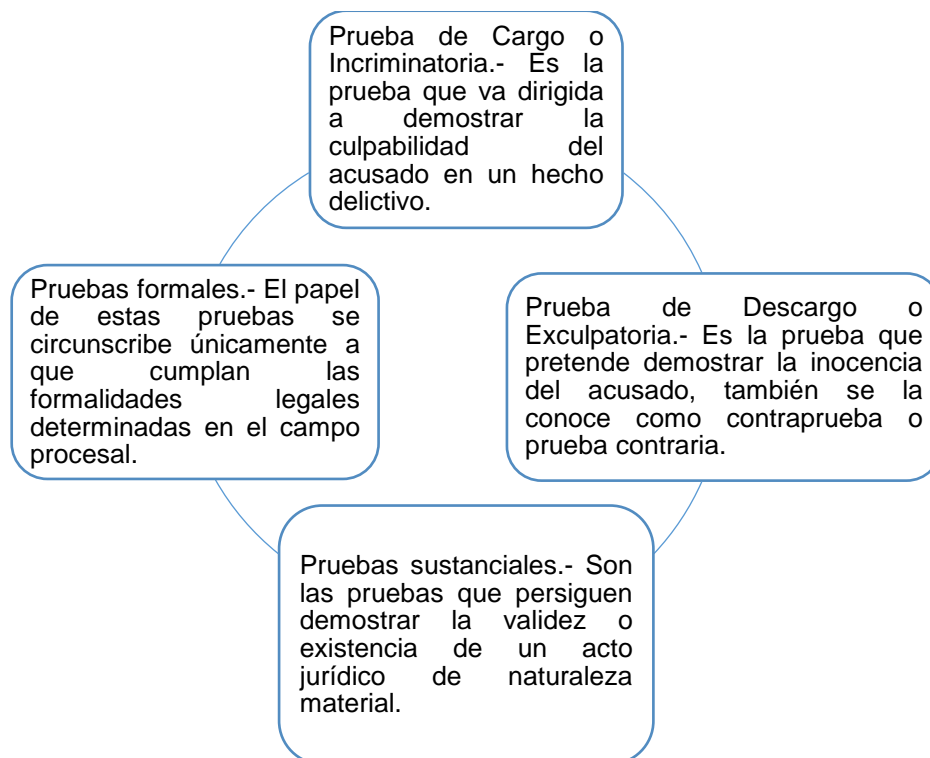 Prueba de Cargo o
Incriminatoria.- Es la
prueba que va dirigida
a demostrar la
culpabilidad del
acusado en un hecho
delictivo.
Pruebas formales.- El papel
de estas pruebas se
circunscribe únicamente a
que cumplan las
formalidades legales
determinadas en el campo
procesal.
Prueba de Descargo o
Exculpatoria.- Es la prueba que
pretende demostrar la inocencia
del acusado, también se la
conoce como contraprueba o
prueba contraria.
Pruebas sustanciales.- Son
las pruebas que persiguen
demostrar la validez o
existencia de un acto
jurídico de naturaleza
material.